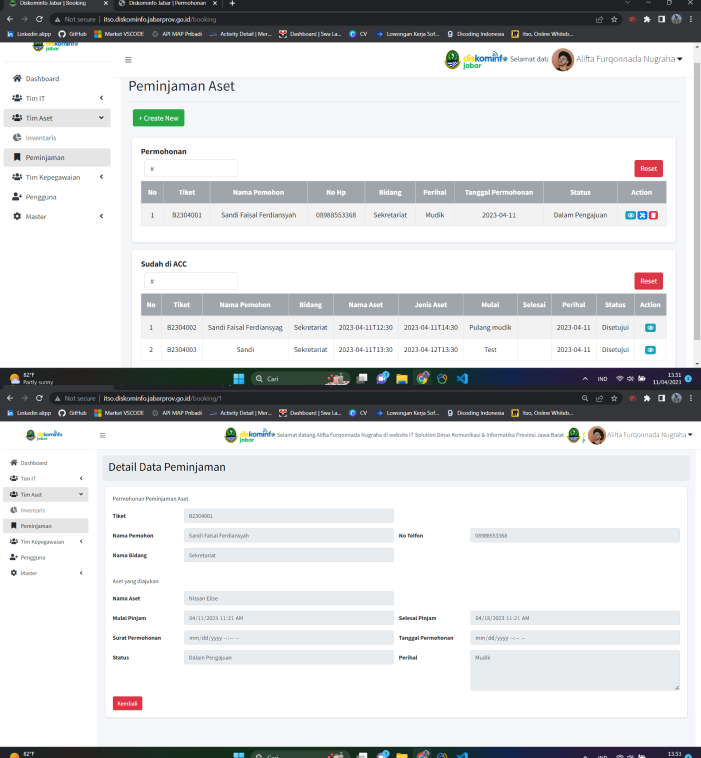 Diskominfo Jabar | Booking
Diskominfo Jabar | Permohonan
Not secure | itso.diskominfo.jabarprov.go.id/booking
Linkedin alipp GitHub Market VSCODE API MAP Pribadi Activity Detail | Mer... Dashboard | Swa La... CV Lowongan Kerja Sof... Dicoding Indonesia Itso, Online Whiteb...
diskominfo
jabar
diskominfo
jabar
Selamat data
Alifta Furqonnada Nugraha
Dashboard
Tim IT
Tim Aset
Inventaris
Peminjaman
Tim Kepegawaian
Pengguna
Master
Peminjaman Aset
+ Create New
Permohonan
Reset
No Tiket Nama Pemohon No Hp Bidang Perihal Tanggal Permohonan Status Action
1 B2304001 Sandi Faisal Ferdiansyah 08988553368 Sekretariat Mudik 2023-04-11 Dalam Pengajuan
Sudah di ACC
Reset
No Tiket Nama Pemohon Bidang Nama Aset Jenis Aset Mulai Selesai Perihal Status Action
1 B2304002 Sandi Faisal Ferdiansyag Sekretariat 2023-04-11T12:30 2023-04-11T14:30 Pulang mudik 2023-04-11 Disetujui
2 B2304003 Sandi Sekretariat 2023-04-11T13:30 2023-04-12T13:30 Test 2023-04-11 Disetujui
82°F
Partly sunny
Cari
IND
13.51
11/04/2023
Not secure | itso.diskominfo.jabarprov.go.id/booking/1
Linkedin alipp GitHub Market VSCODE API MAP Pribadi Activity Detail | Mer... Dashboard | Swa La... CV Lowongan Kerja Sof... Dicoding Indonesia Itso, Online Whiteb...
diskominfo
jabar
diskominfo
jabar
Selamat datang Alifta Furqonnada Nugraha di website IT Solution Dinas Komunikasi & Informatika Provinsi Jawa Barat
Alifta Furqonnada Nugraha
Dashboard
Tim IT
Tim Aset
Inventaris
Peminjaman
Tim Kepegawaian
Pengguna
Master
Detail Data Peminjaman
Permohonan Peminjaman Aset
Tiket B2304001
Nama Pemohon Sandi Faisal Ferdiansyah No Telfon 08988553368
Nama Bidang Sekretariat
Aset yang diajukan
Nama Aset Nissan Elise
Mulai Pinjam 04/11/2023 11:21 AM Selesai Pinjam 04/18/2023 11:21 AM
Surat Permohonan mm/dd/yyyy --:-- -- Tanggal Permohonan mm/dd/yyyy --:-- --
Status Dalam Pengajuan Perihal Mudik
Kembali
82°F
13.51